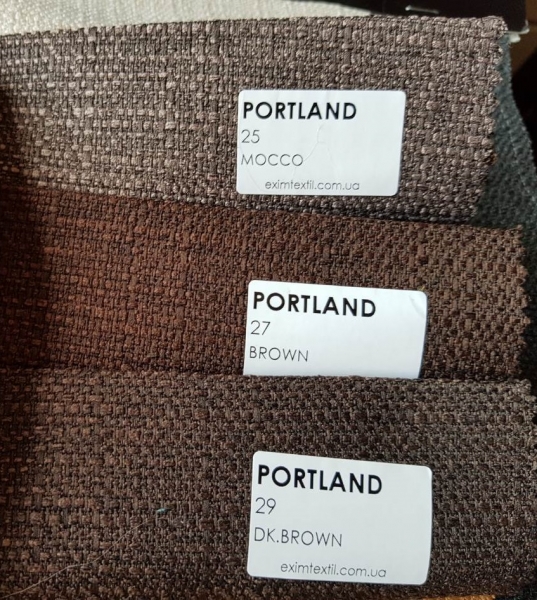 PORTLAND
25
MOCCO
eximtextil.com.ua
PORTLAND
27
BROWN
PORTLAND
29
DK.BROWN
eximtextil.com.ua